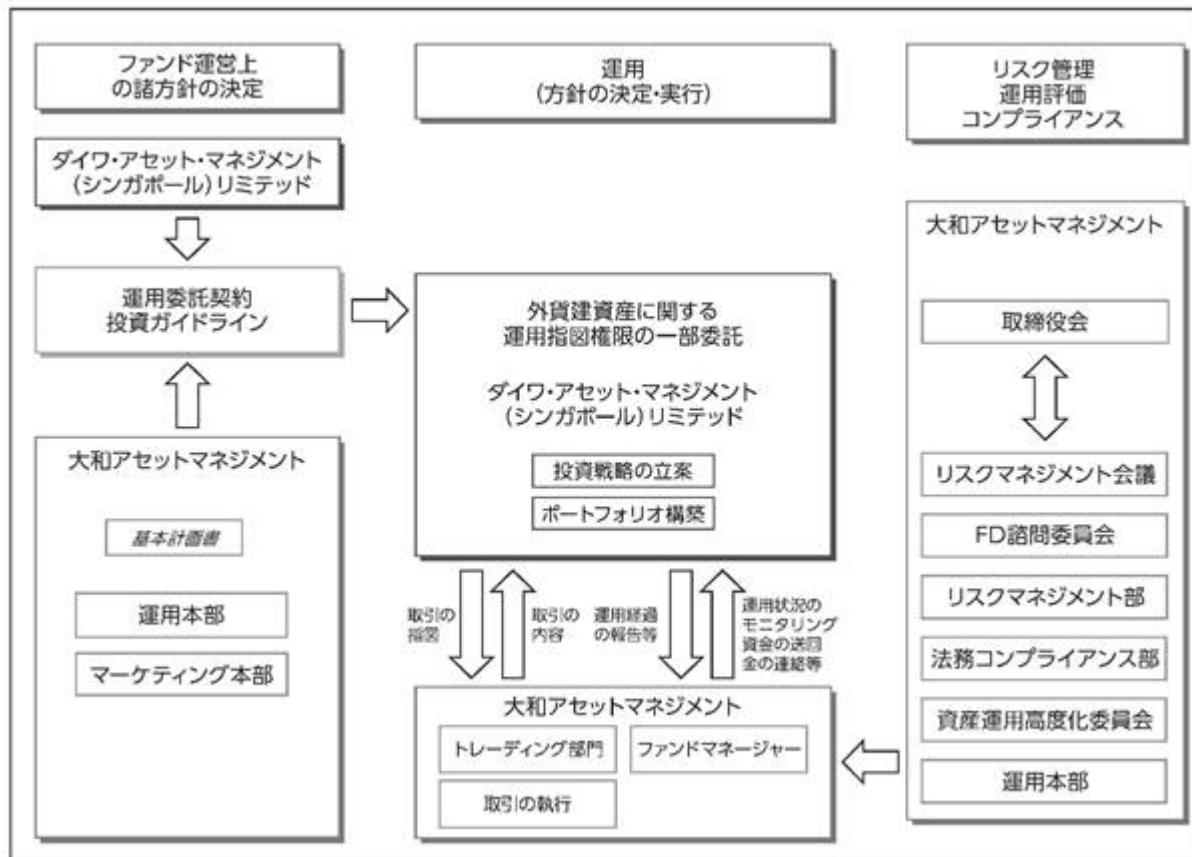 ファンド運営上
の諸方針の決定
ダイワ・アセット・マネジメント
(シンガポール)リミテッド
運用委託契約
投資ガイドライン
大和アセットマネジメント
基本計画書
運用本部
マーケティング本部
運用
(方針の決定・実行)
外貨建資産に関する
運用指図権限の一部委託
ダイワ・アセット・マネジメント
(シンガポール)リミテッド
投資戦略の立案
ポートフォリオ構築
取引の
指図
取引の
内容
運用経過
の報告等
運用状況の
モニタリング
資金の送回
金の連絡等
大和アセットマネジメント
トレーディング部門
ファンドマネージャー
取引の執行
リスク管理
運用評価
コンプライアンス
大和アセットマネジメント
取締役会
リスクマネジメント会議
FD諮問委員会
リスクマネジメント部
法務コンプライアンス部
資産運用高度化委員会
運用本部